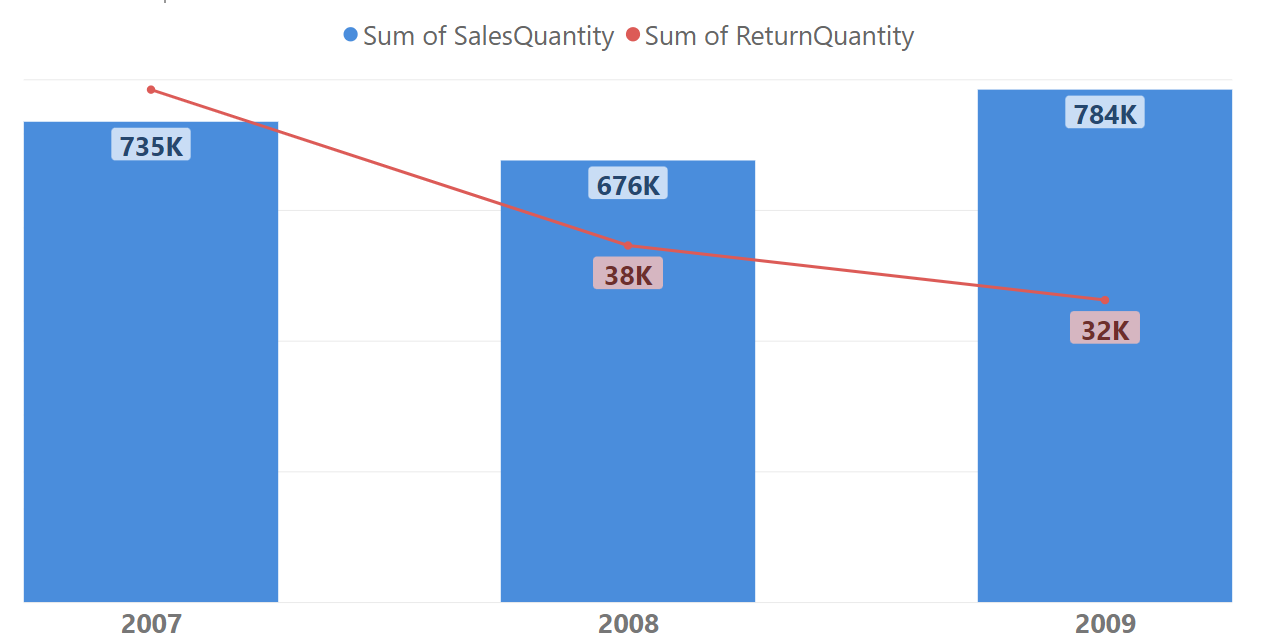 Sum of SalesQuantity Sum of ReturnQuantity
735K
676K
784K
38K
32K
2007 2008 2009